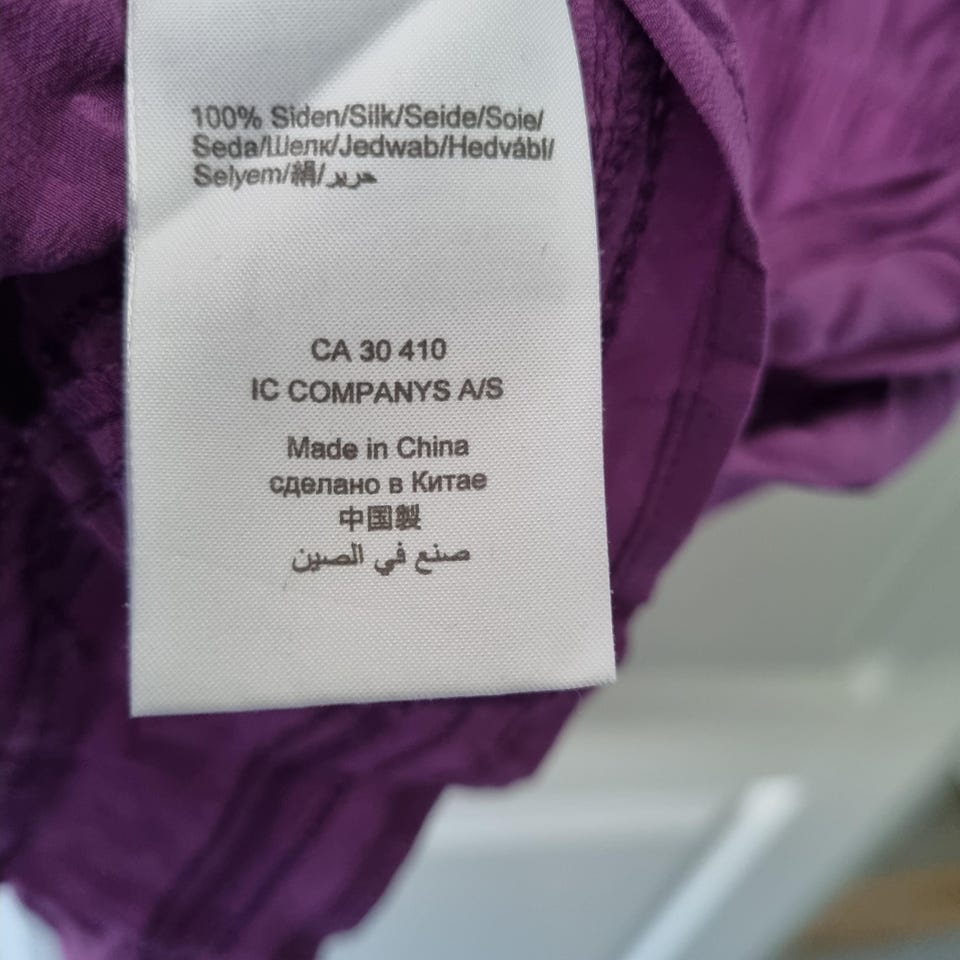 100% Siden/Silk/Seide/Soie/
Seda/Шелк/Jedwab/Hedvábí/
Selyem/絹/حرير
CA 30 410
IC COMPANYS A/S
Made in China
сделано в Китае
中国製
صنع في الصين